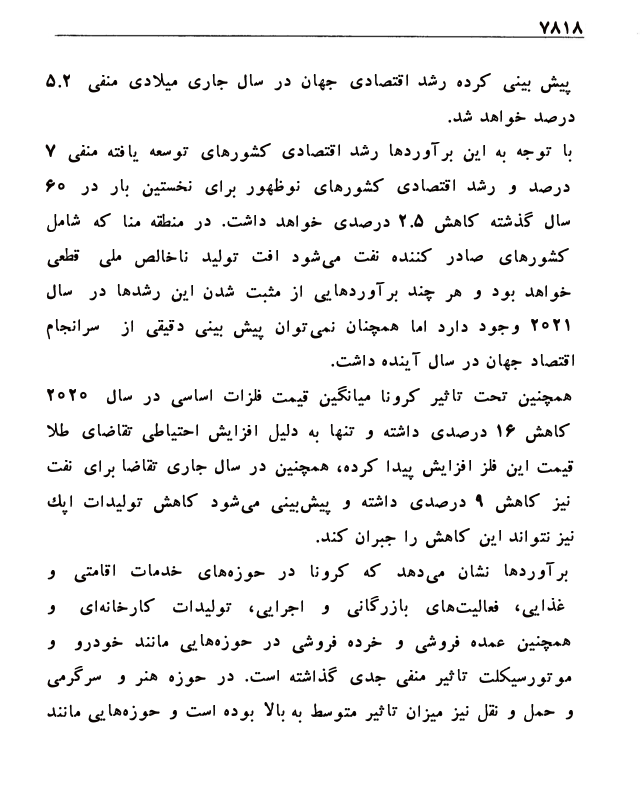 ۷۸۱۸
پیش بینی کرده رشد اقتصادی جهان در سال جاری میلادی منفی ۵.۲
درصد خواهد شد.
با توجه به این برآوردها رشد اقتصادی کشورهای توسعه یافته منفی ۷
درصد و رشد اقتصادی کشورهای نوظهور برای نخستین بار در ۶۰
سال گذشته کاهش ۲.۵ درصدی خواهد داشت. در منطقه منا که شامل
کشورهای صادر کننده نفت می‌شود افت تولید ناخالص ملی قطعی
خواهد بود و هر چند برآوردهایی از مثبت شدن این رشدها در سال
۲۰۲۱ وجود دارد اما همچنان نمی‌توان پیش بینی دقیقی از سرانجام
اقتصاد جهان در سال آینده داشت.
همچنین تحت تاثیر کرونا میانگین قیمت فلزات اساسی در سال ۲۰۲۰
کاهش ۱۶ درصدی داشته و تنها به دلیل افزایش احتیاطی تقاضای طلا
قیمت این فلز افزایش پیدا کرده، همچنین در سال جاری تقاضا برای نفت
نیز کاهش ۹ درصدی داشته و پیش‌بینی می‌شود کاهش تولیدات اپك
نیز نتواند این کاهش را جبران کند.
برآوردها نشان می‌دهد که کرونا در حوزه‌های خدمات اقامتی و
غذایی، فعالیت‌های بازرگانی و اجرایی، تولیدات کارخانه‌ای و
همچنین عمده فروشی و خرده فروشی در حوزه‌هایی مانند خودرو و
موتورسیکلت تاثیر منفی جدی گذاشته است. در حوزه هنر و سرگرمی
و حمل و نقل نیز میزان تاثیر متوسط به بالا بوده است و حوزه‌هایی مانند